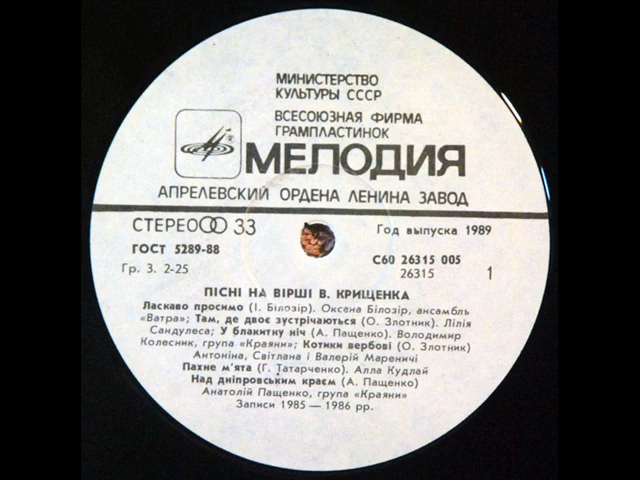 МИНИСТЕРСТВО
КУЛЬТУРЫ СССР
ВСЕСОЮЗНАЯ ФИРМА
ГРАМПЛАСТИНОК
МЕЛОДИЯ
АПРЕЛЕВСКИЙ ОРДЕНА ЛЕНИНА ЗАВОД
СТЕРЕО 33
Год выпуска 1989
ГОСТ 5289-88
С60 26315 005
Гр. 3. 2-25
26315
1
ПІСНІ НА ВІРШІ В. КРИЩЕНКА
Ласкаво просимо (І. Білозір). Оксана Білозір, ансамбль
«Ватра»; Там, де двоє зустрічаються (О. Злотник). Лілія
Сандулеса; У блакитну ніч (А. Пащенко). Володимир
Колесник, група «Краяни»; Котики вербові (О. Злотник)
Антоніна, Світлана і Валерій Мареничі
Пахне м'ята (Г. Татарченко). Алла Кудлай
Над дніпровським краєм (А. Пащенко)
Анатолій Пащенко, група «Краяни»
Записи 1985 — 1986 рр.